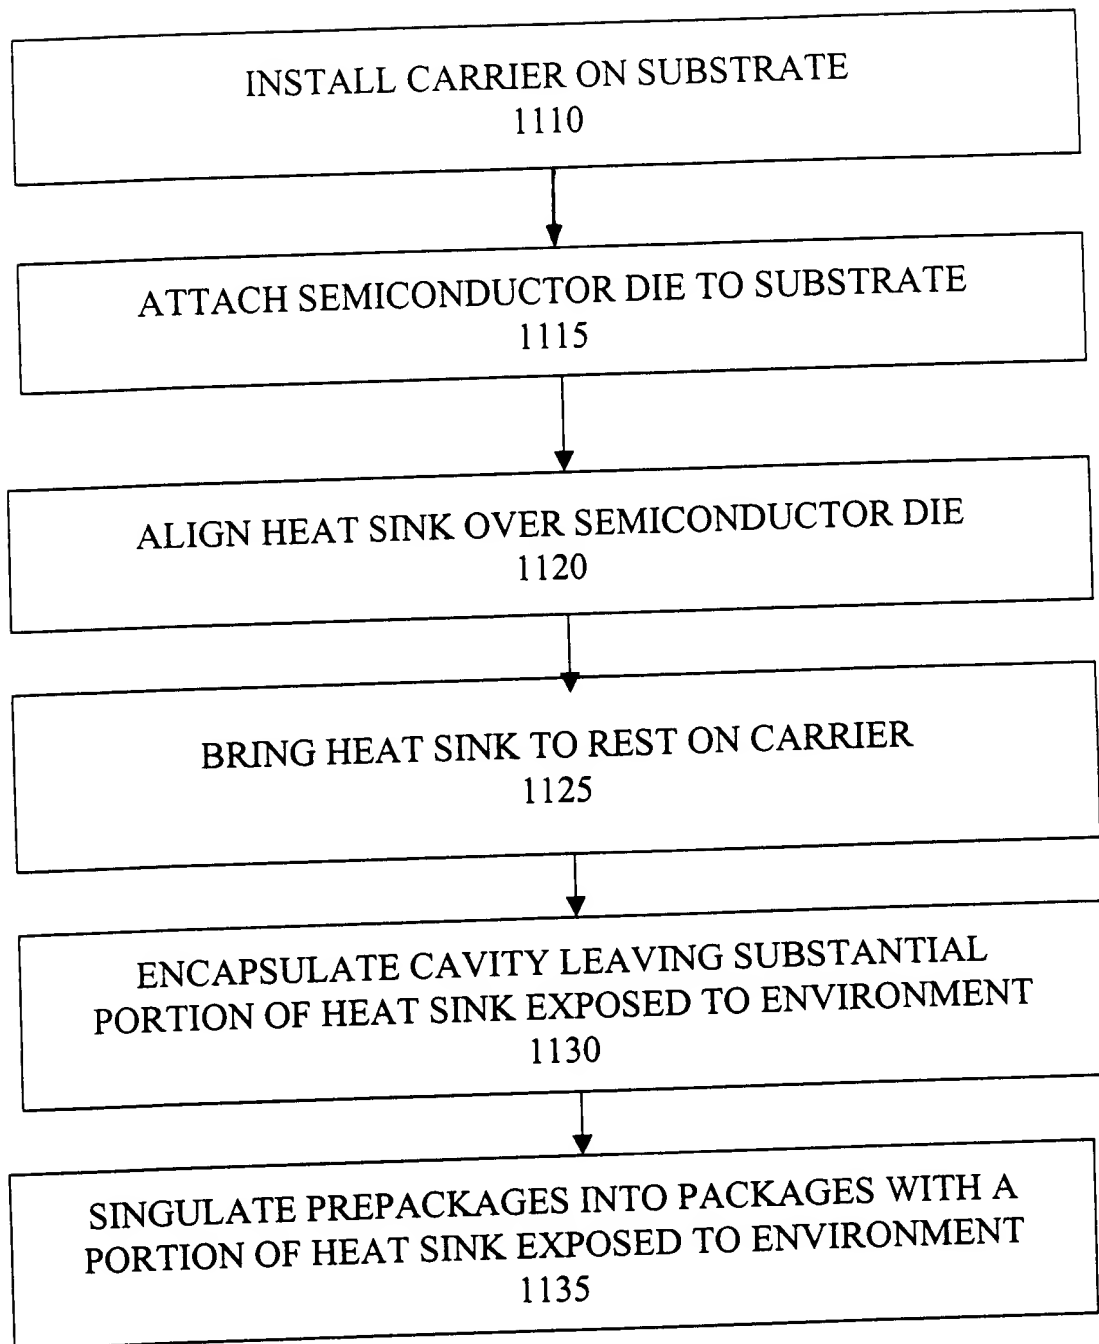 INSTALL CARRIER ON SUBSTRATE
1110
ATTACH SEMICONDUCTOR DIE TO SUBSTRATE
1115
ALIGN HEAT SINK OVER SEMICONDUCTOR DIE
1120
BRING HEAT SINK TO REST ON CARRIER
1125
ENCAPSULATE CAVITY LEAVING SUBSTANTIAL
PORTION OF HEAT SINK EXPOSED TO ENVIRONMENT
1130
SINGULATE PREPACKAGES INTO PACKAGES WITH A
PORTION OF HEAT SINK EXPOSED TO ENVIRONMENT
1135